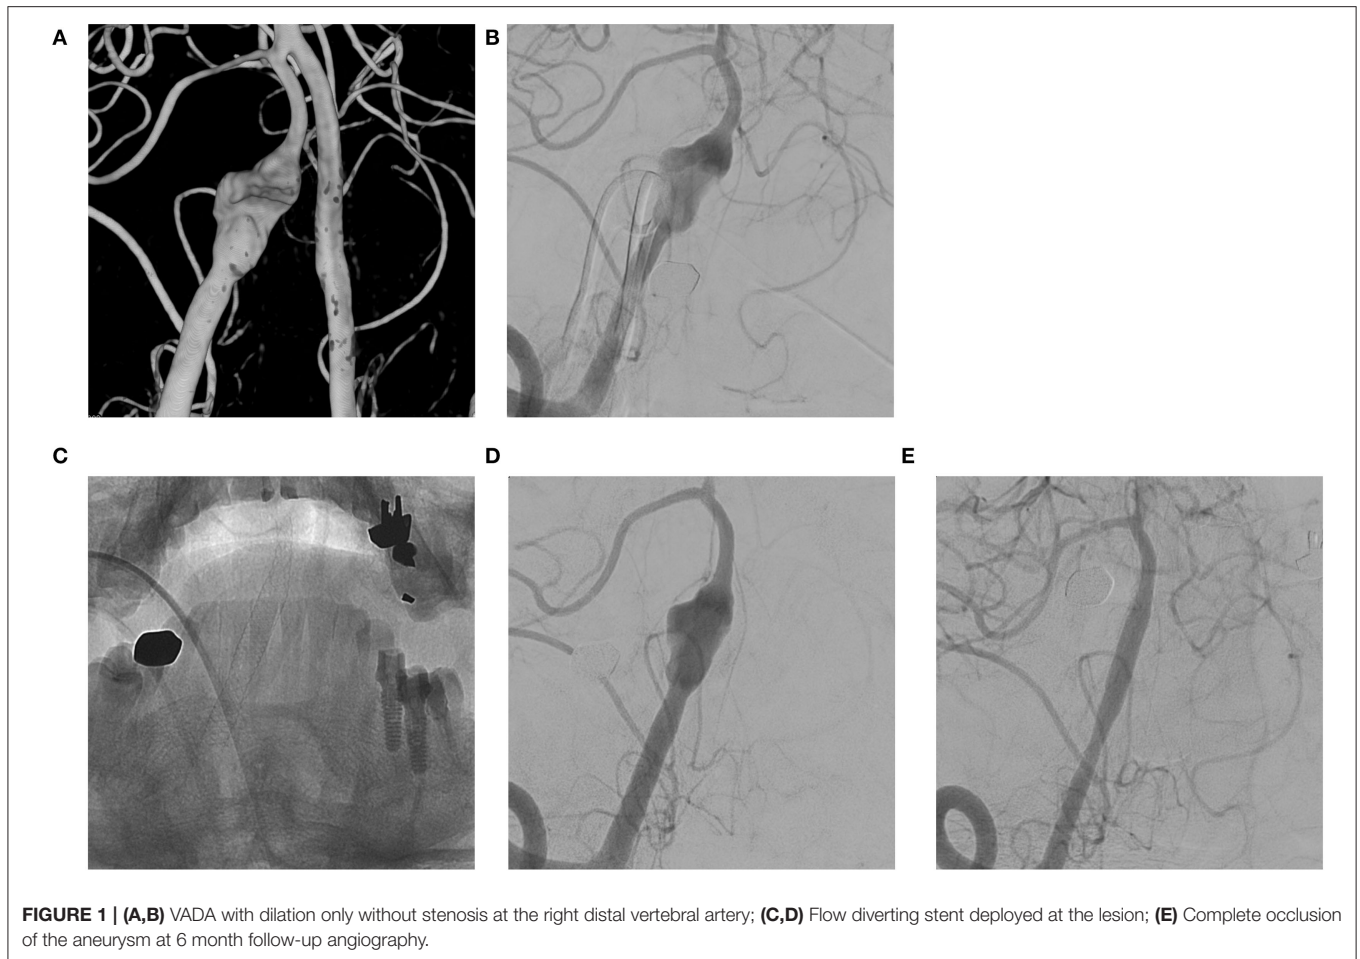 A
B
C
D
E
FIGURE 1 | (A,B) VADA with dilation only without stenosis at the right distal vertebral artery; (C,D) Flow diverting stent deployed at the lesion; (E) Complete occlusion
of the aneurysm at 6 month follow-up angiography.